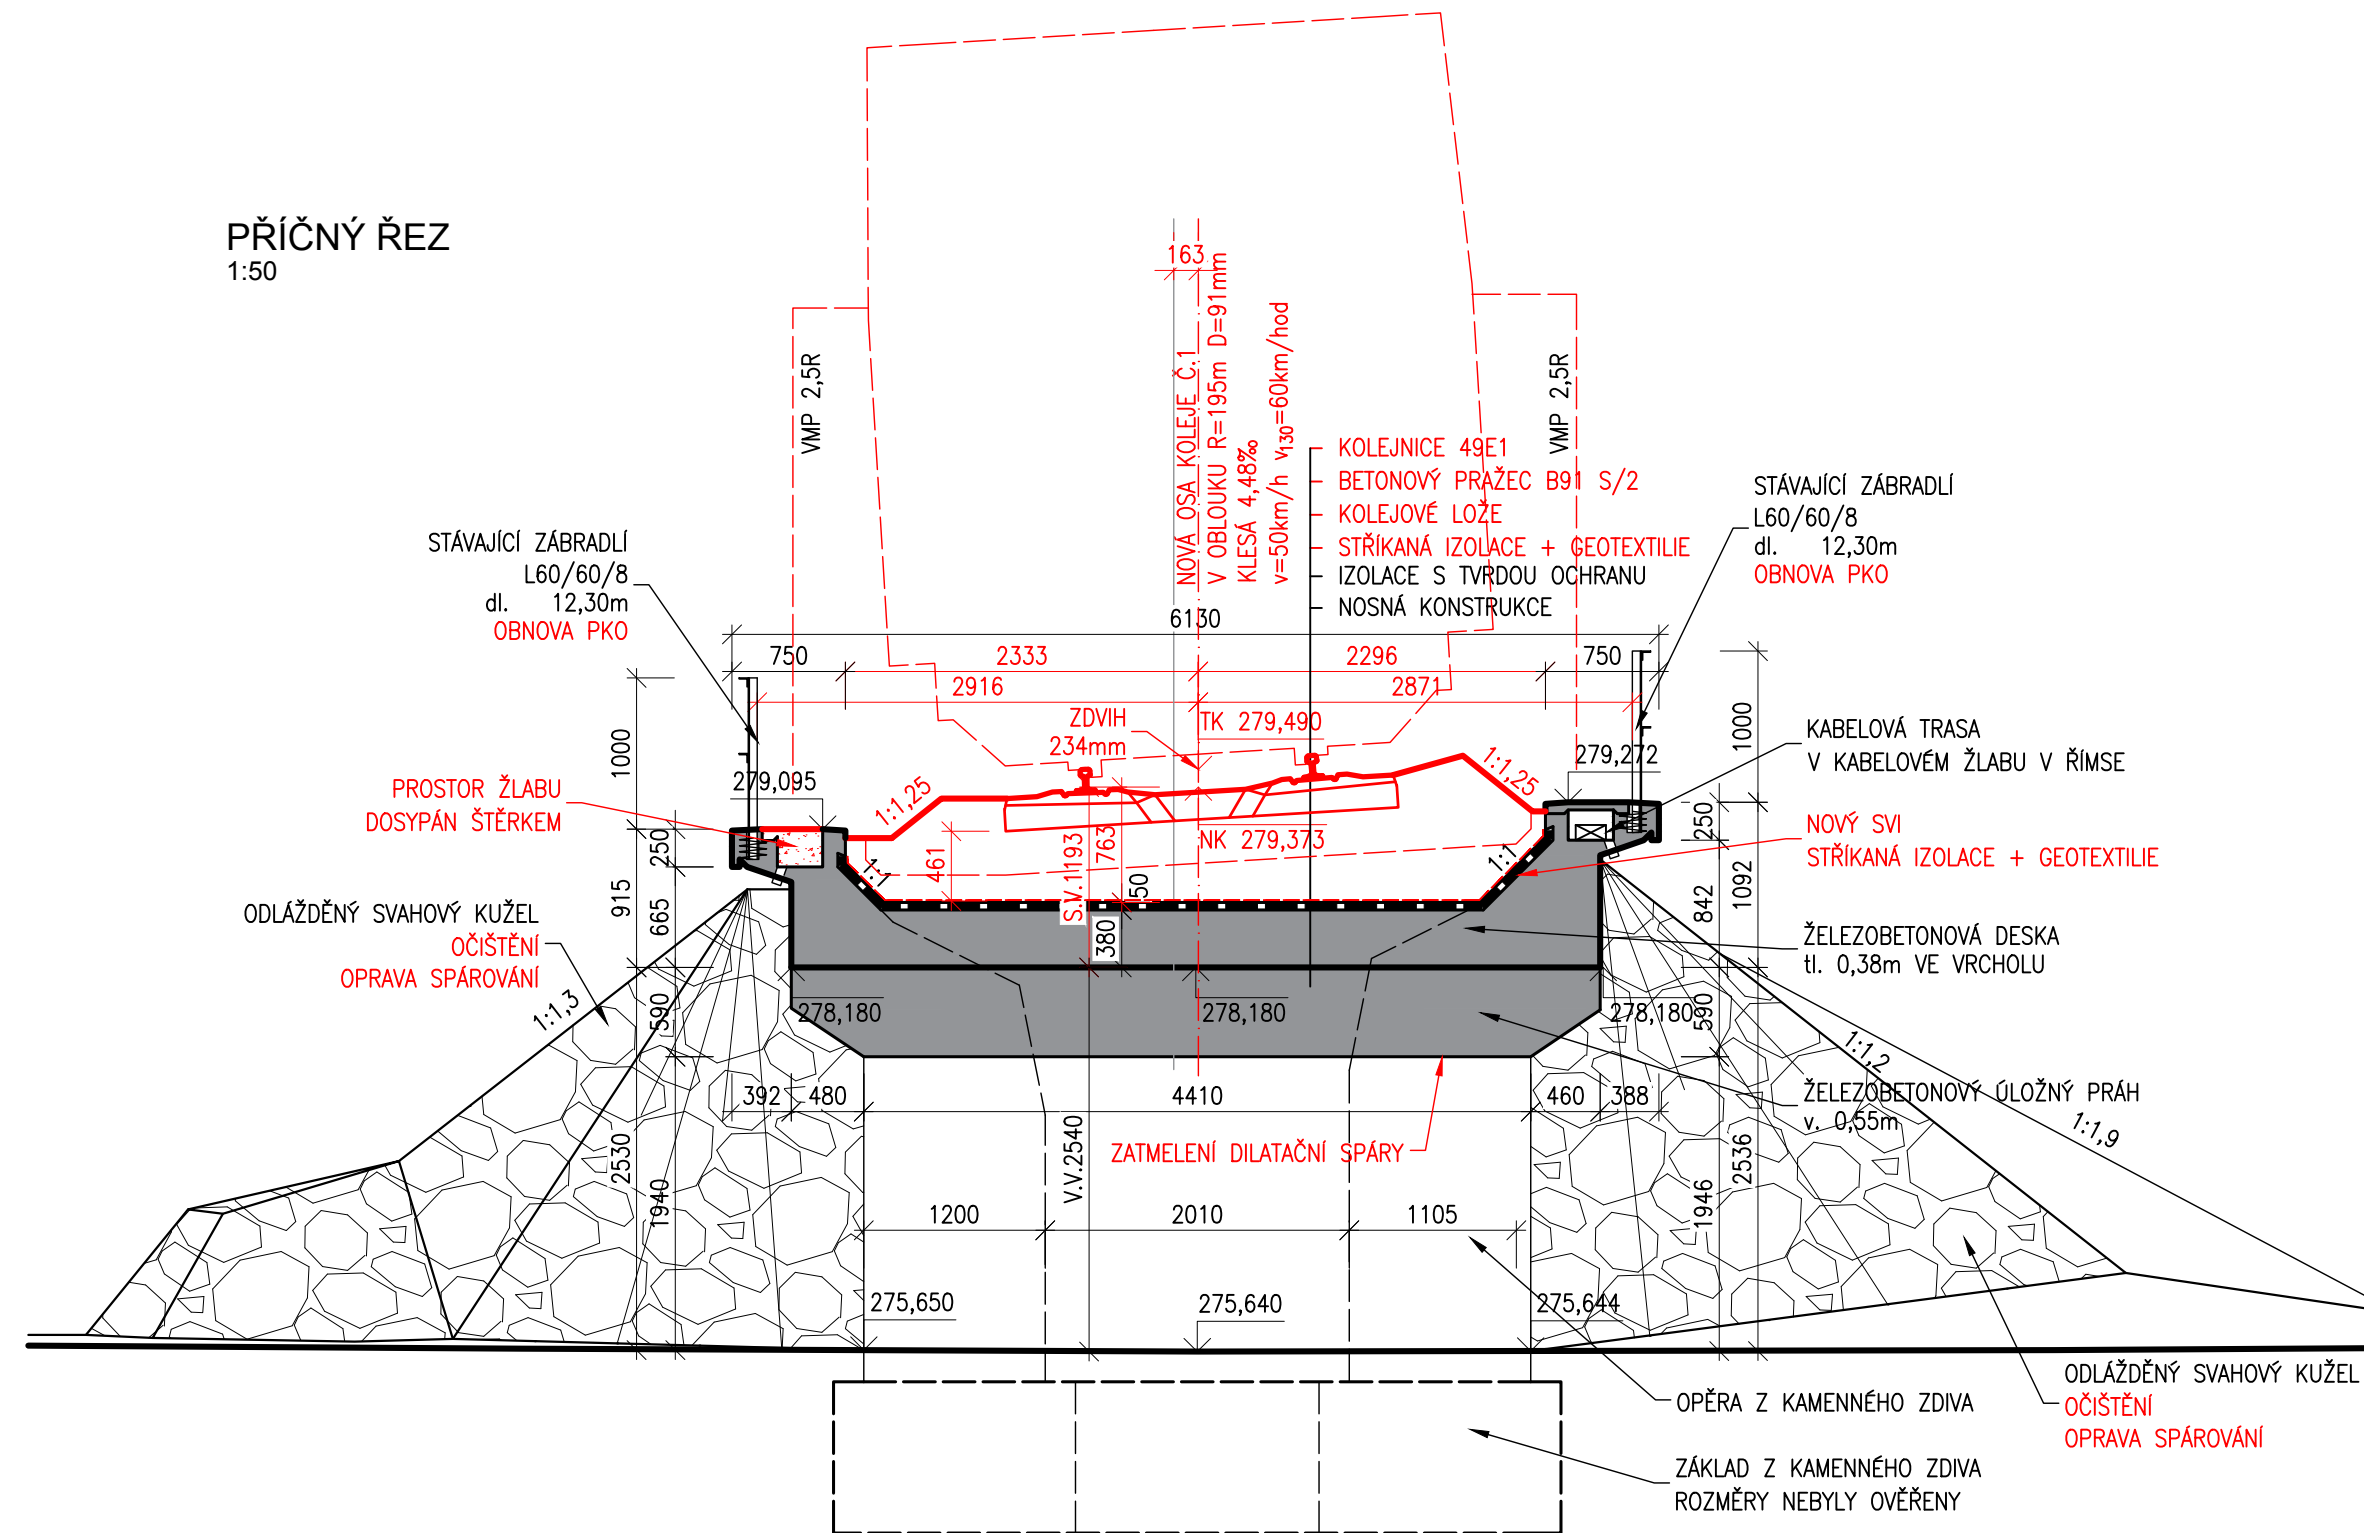 PŘÍČNÝ ŘEZ
1:50
163
NOVÁ OSA KOLEJE Č.1
V OBLOUKU R=195m D=91mm
KLESÁ 4,48‰
v=50km/h v130=60km/hod
VMP 2,5R
VMP 2,5R
KOLEJNICE 49E1
BETONOVÝ PRAŽEC B91 S/2
KOLEJOVÉ LOŽE
STŘÍKANÁ IZOLACE + GEOTEXTILIE
IZOLACE S TVRDOU OCHRANU
NOSNÁ KONSTRUKCE
STÁVAJÍCÍ ZÁBRADLÍ
L60/60/8
dl. 12,30m
OBNOVA PKO
STÁVAJÍCÍ ZÁBRADLÍ
L60/60/8
dl. 12,30m
OBNOVA PKO
6130
750
2333
2296
750
2916
2871
ZDVIH
234mm
TK 279,490
NK 279,373
279,095
279,272
1:1,25
1:1,25
1:1
1:1
1000
250
915
665
590
2530
1940
1000
250
842
1092
590
2536
1946
461
S.V.1193
763
50
380
PROSTOR ŽLABU
DOSYPÁN ŠTĚRKEM
KABELOVÁ TRASA
V KABELOVÉM ŽLABU V ŘÍMSE
NOVÝ SVI
STŘÍKANÁ IZOLACE + GEOTEXTILIE
ODLÁŽDĚNÝ SVAHOVÝ KUŽEL
OČIŠTĚNÍ
OPRAVA SPÁROVÁNÍ
ŽELEZOBETONOVÁ DESKA
tl. 0,38m VE VRCHOLU
1:1,3
278,180
278,180
278,180
1:1,2
1:1,9
ŽELEZOBETONOVÝ ÚLOŽNÝ PRÁH
v. 0,55m
392
480
4410
460
388
V.V.2540
ZATMELENÍ DILATAČNÍ SPÁRY
1200
2010
1105
275,650
275,640
275,644
OPĚRA Z KAMENNÉHO ZDIVA
ODLÁŽDĚNÝ SVAHOVÝ KUŽEL
OČIŠTĚNÍ
OPRAVA SPÁROVÁNÍ
ZÁKLAD Z KAMENNÉHO ZDIVA
ROZMĚRY NEBYLY OVĚŘENY